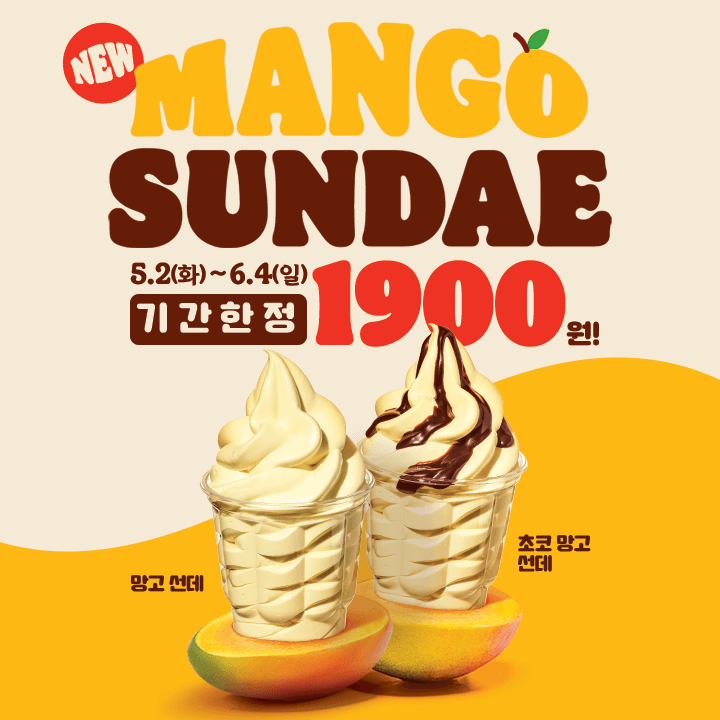 NEW
MANGO
SUNDAE
5.2(화)~6.4(일)
기간한정
1900원!
초코 망고
선데
망고 선데